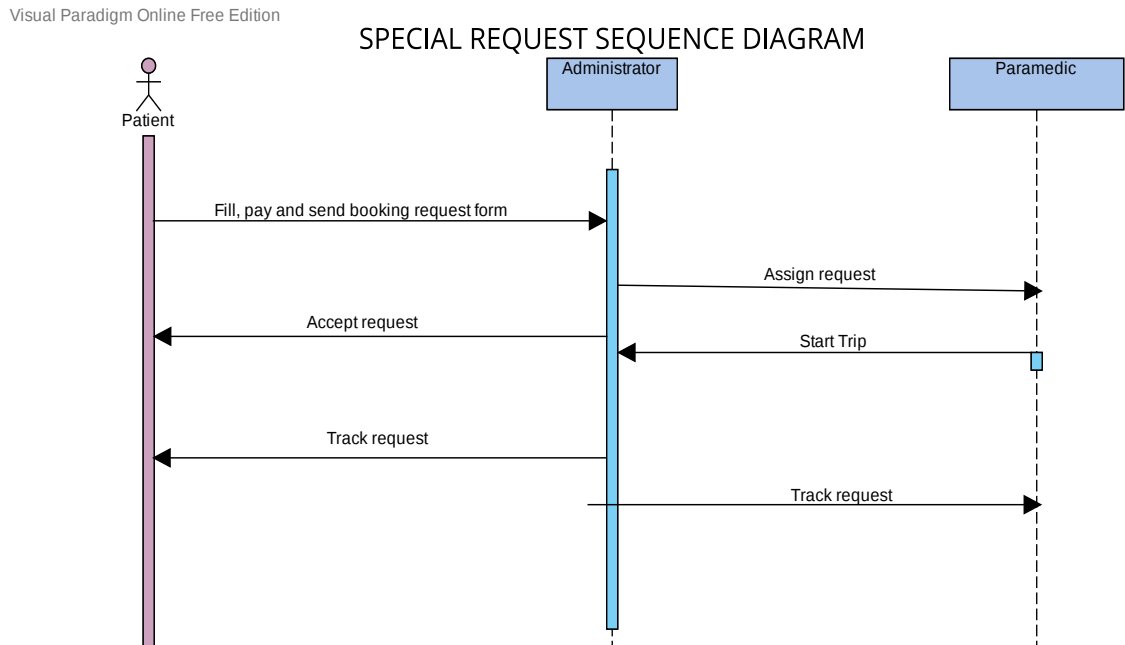 Visual Paradigm Online Free Edition
SPECIAL REQUEST SEQUENCE DIAGRAM
Administrator
Paramedic
Patient
Fill, pay and send booking request form
Assign request
Accept request
Start Trip
Track request
Track request